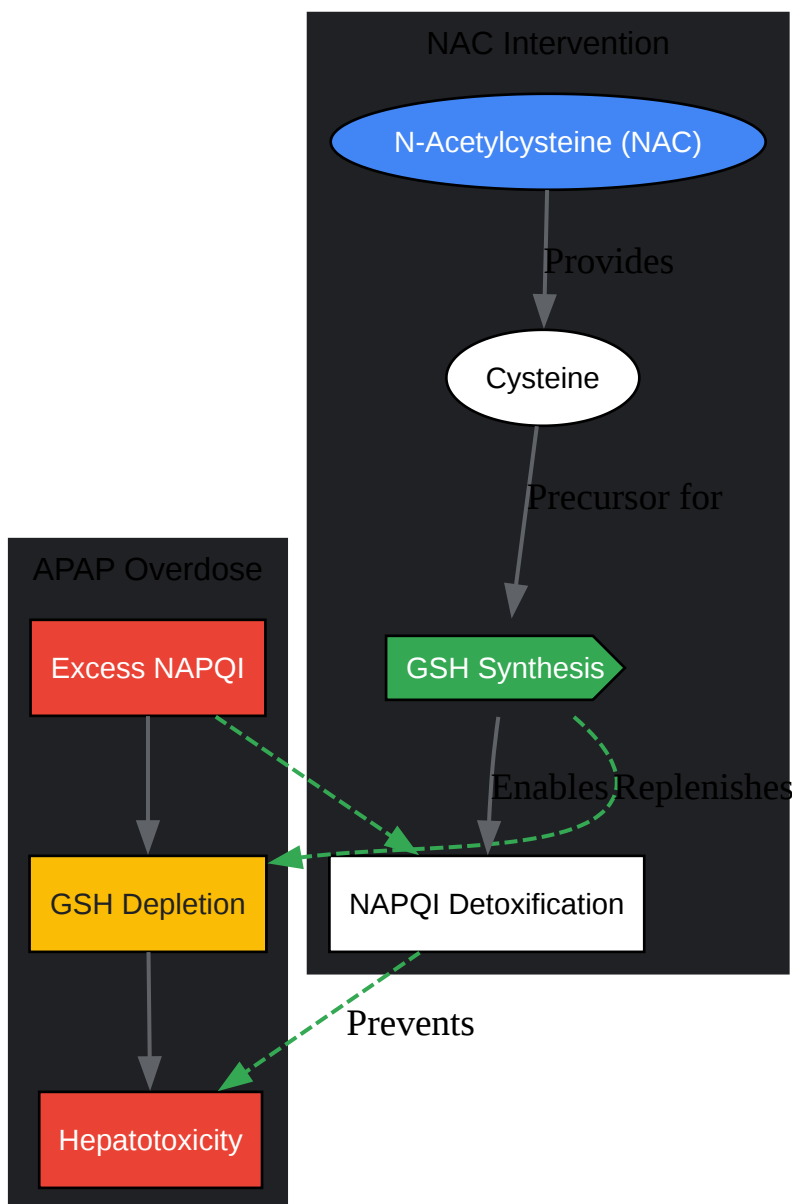 NAC Intervention
N-Acetylcysteine (NAC)
Provides
Cysteine
Precursor for
APAP Overdose
Excess NAPQI
GSH Synthesis
Enables
Replenishes
GSH Depletion
NAPQI Detoxification
Prevents
Hepatotoxicity